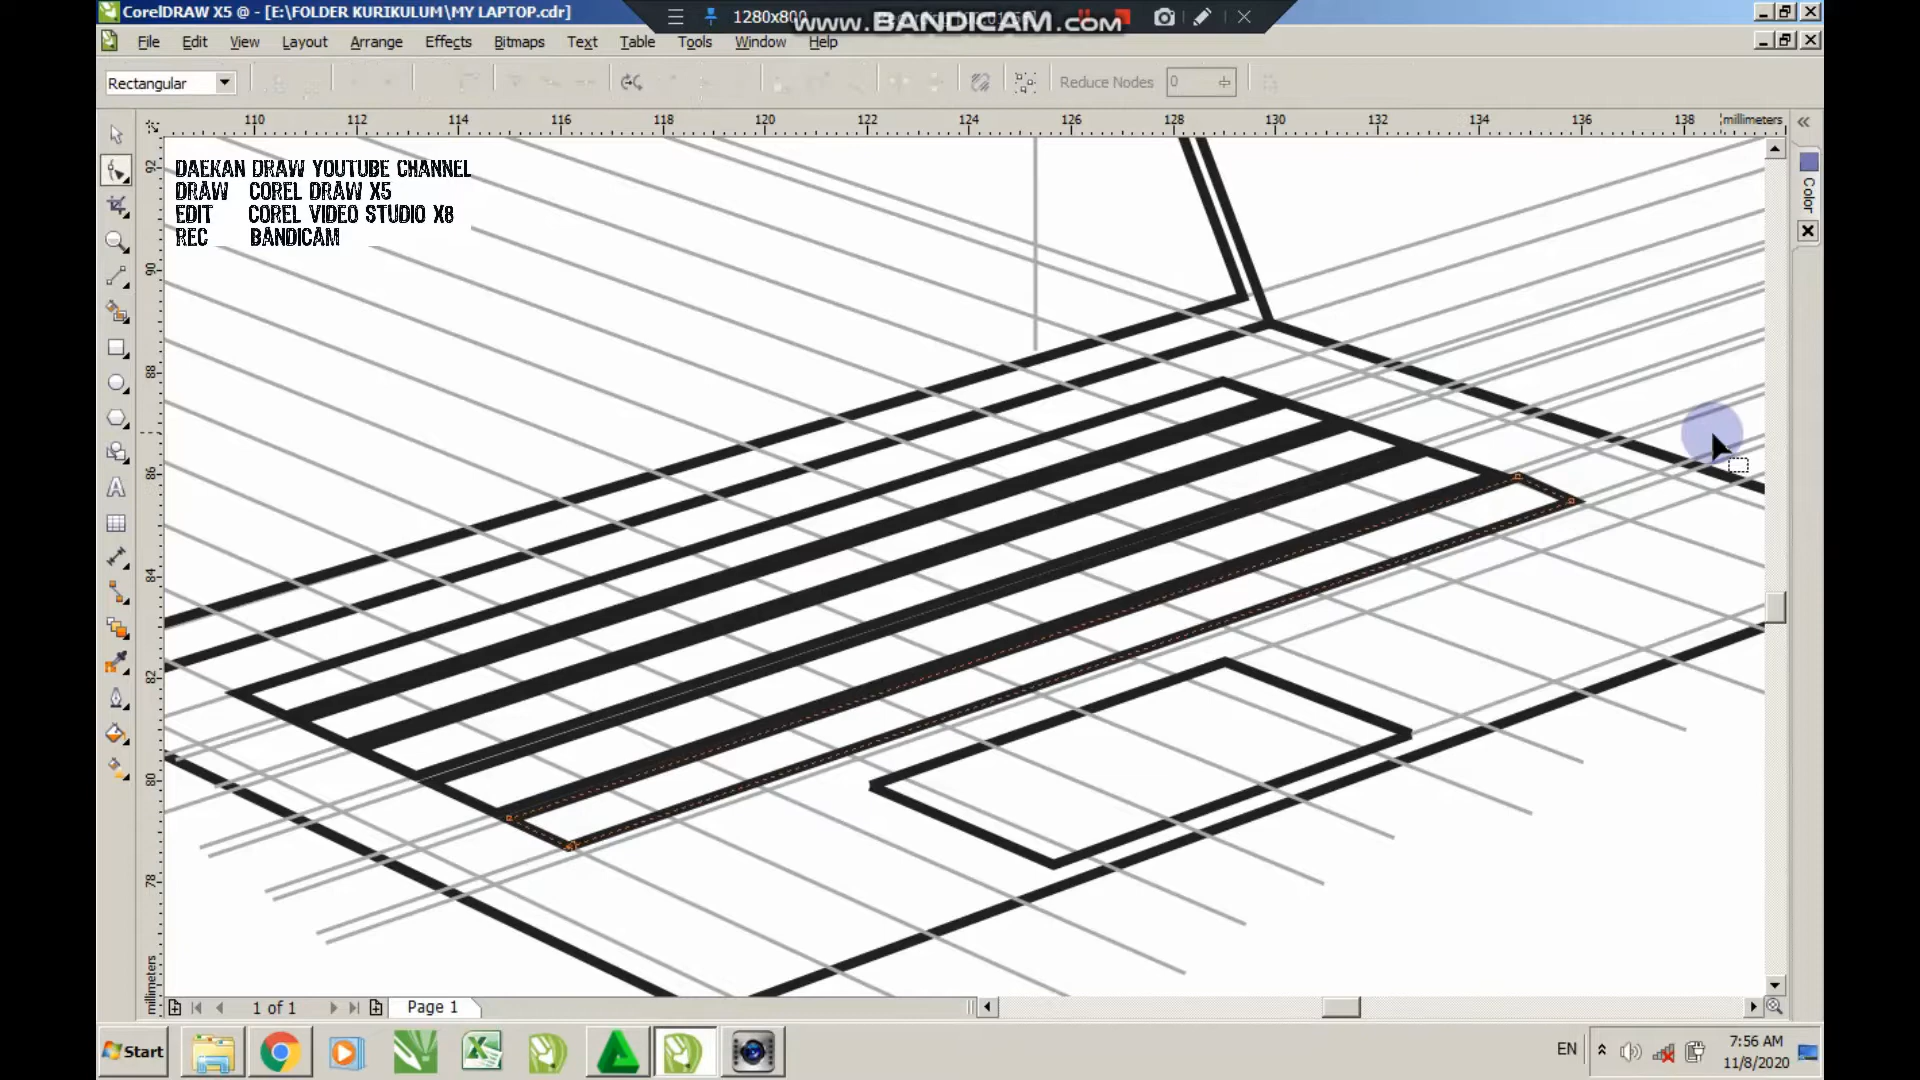 CorelDRAW X5 @ - [E:\FOLDER KURIKULUM\MY LAPTOP.cdr]
1280x800
www.BANDICAM.com
File Edit View Layout Arrange Effects Bitmaps Text Table Tools Window Help
Rectangular
Reduce Nodes 0
110 112 114 116 118 120 122 124 126 128 130 132 134 136 138 millimeters
DAEKAN DRAW YOUTUBE CHANNEL
DRAW COREL DRAW X5
EDIT COREL VIDEO STUDIO X8
REC BANDICAM
Color
92
90
88
86
84
82
80
78
millimeters
1 of 1
Page 1
Start
EN
7:56 AM
11/8/2020